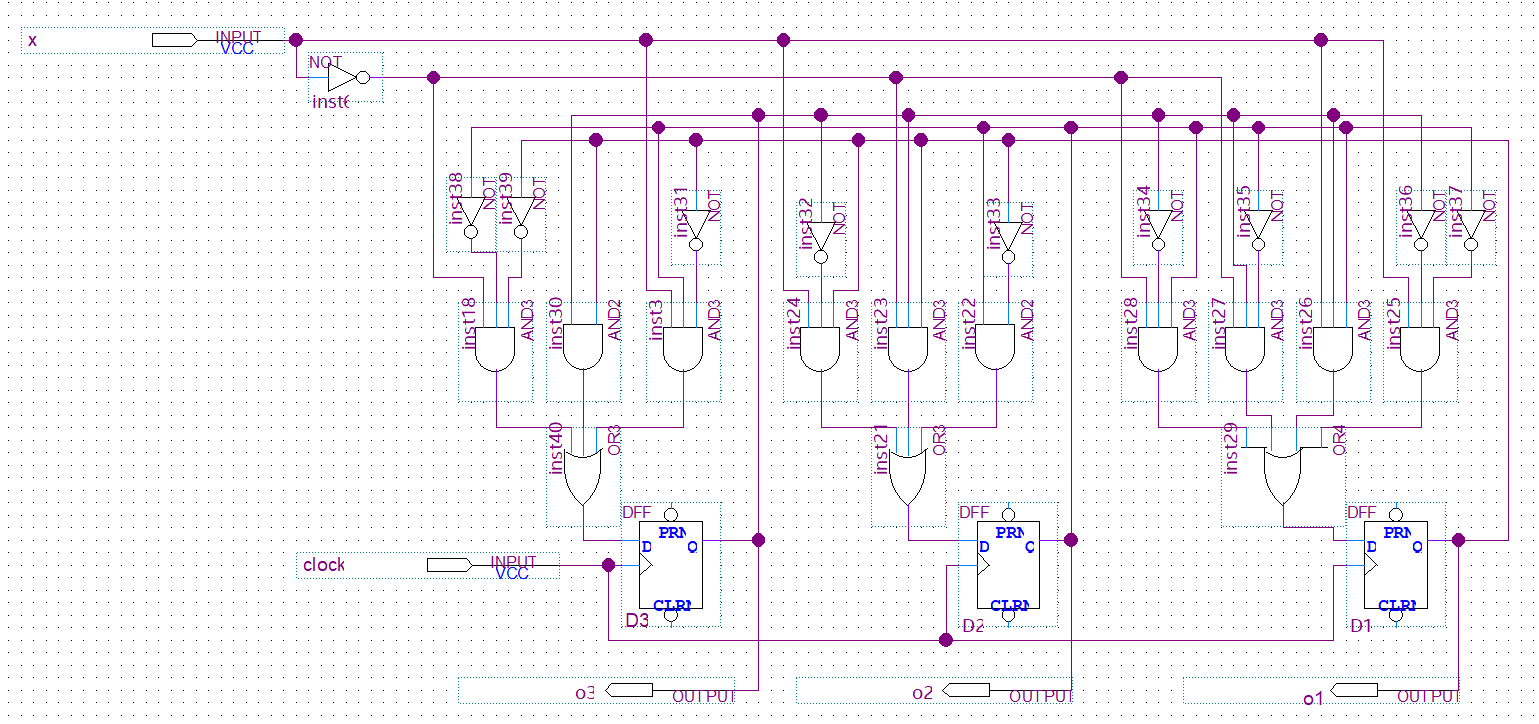 x
INPUT
VCC
NOT
inst6
inst38
NOT
inst39
NOT
inst31
NOT
inst32
NOT
inst33
NOT
inst34
NOT
inst35
NOT
inst36
NOT
inst37
NOT
inst18
AND3
inst30
AND2
inst3
AND3
inst24
AND3
inst23
AND3
inst22
AND2
inst28
AND3
inst27
AND3
inst26
AND3
inst25
AND3
inst40
OR3
inst21
OR3
inst29
OR4
DFF
PRN
D
Q
CLRN
D3
DFF
PRN
D
Q
CLRN
D2
DFF
PRN
D
Q
CLRN
D1
clock
INPUT
VCC
o3
OUTPUT
o2
OUTPUT
o1
OUTPUT